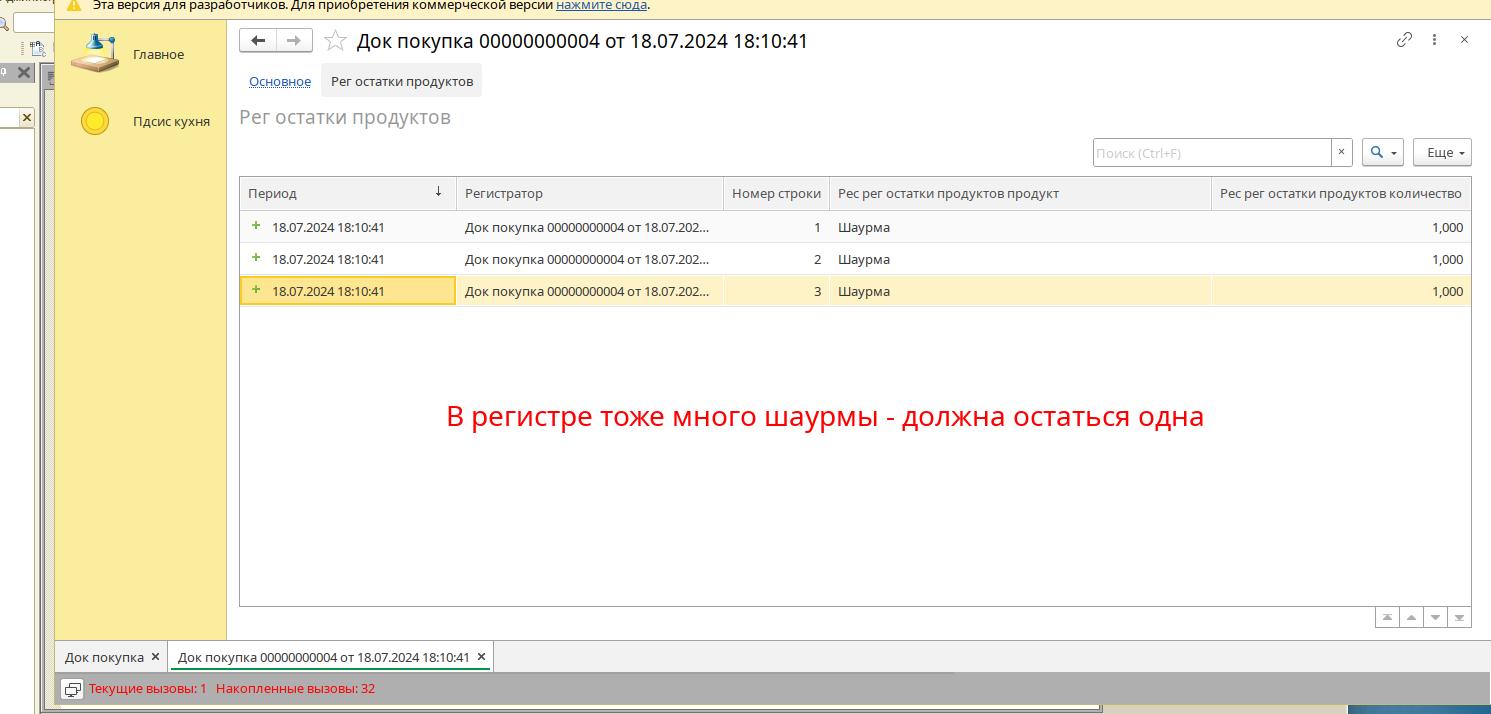 Эта версия для разработчиков. Для приобретения коммерческой версии нажмите сюда.
Главное
Пдсис кухня
Док покупка 00000000004 от 18.07.2024 18:10:41
Основное Рег остатки продуктов
Рег остатки продуктов
Поиск (Ctrl+F) × Еще
Период ↓ Регистратор Номер строки Рес рег остатки продуктов продукт Рес рег остатки продуктов количество
18.07.2024 18:10:41 Док покупка 00000000004 от 18.07.202... 1 Шаурма 1,000
18.07.2024 18:10:41 Док покупка 00000000004 от 18.07.202... 2 Шаурма 1,000
18.07.2024 18:10:41 Док покупка 00000000004 от 18.07.202... 3 Шаурма 1,000
В регистре тоже много шаурмы - должна остаться одна
Док покупка × Док покупка 00000000004 от 18.07.2024 18:10:41 ×
Текущие вызовы: 1 Накопленные вызовы: 32